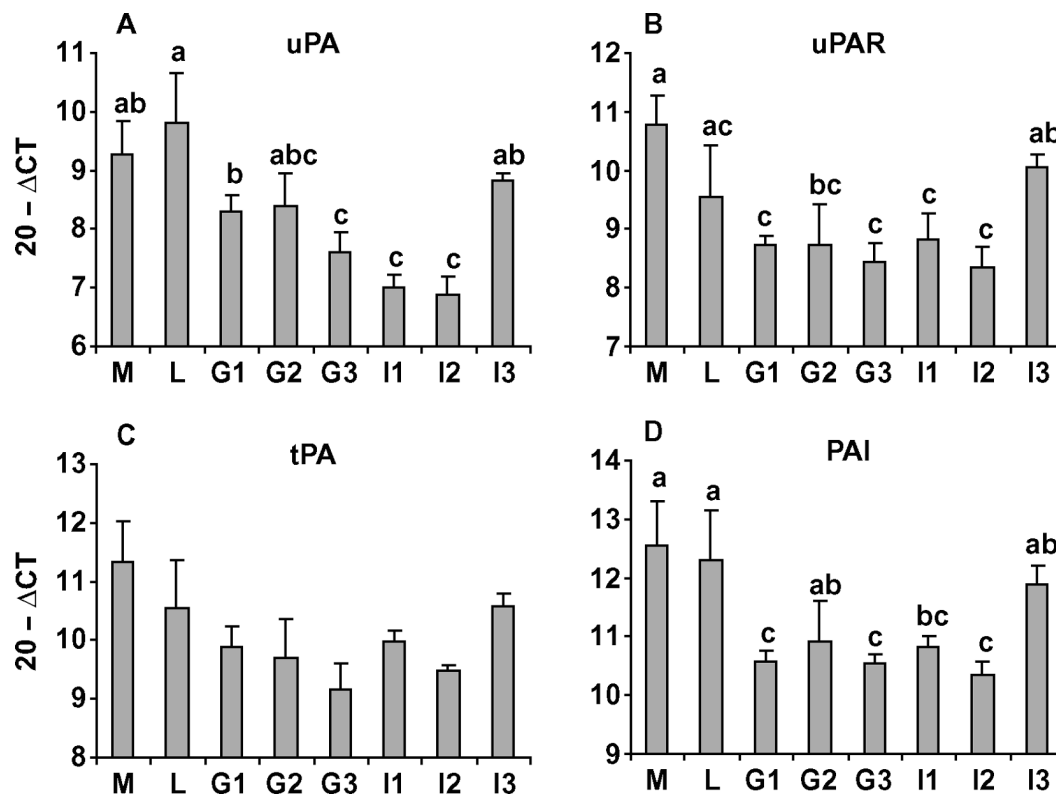 A
uPA
11
10
9
8
7
6
20 – ΔCT
ab
a
b
abc
c
c
c
ab
M L G1 G2 G3 I1 I2 I3
B
uPAR
12
11
10
9
8
7
a
ac
c
bc
c
c
c
ab
M L G1 G2 G3 I1 I2 I3
C
tPA
13
12
11
10
9
8
20 – ΔCT
M L G1 G2 G3 I1 I2 I3
D
PAI
14
13
12
11
10
9
a
a
c
ab
c
bc
c
ab
M L G1 G2 G3 I1 I2 I3